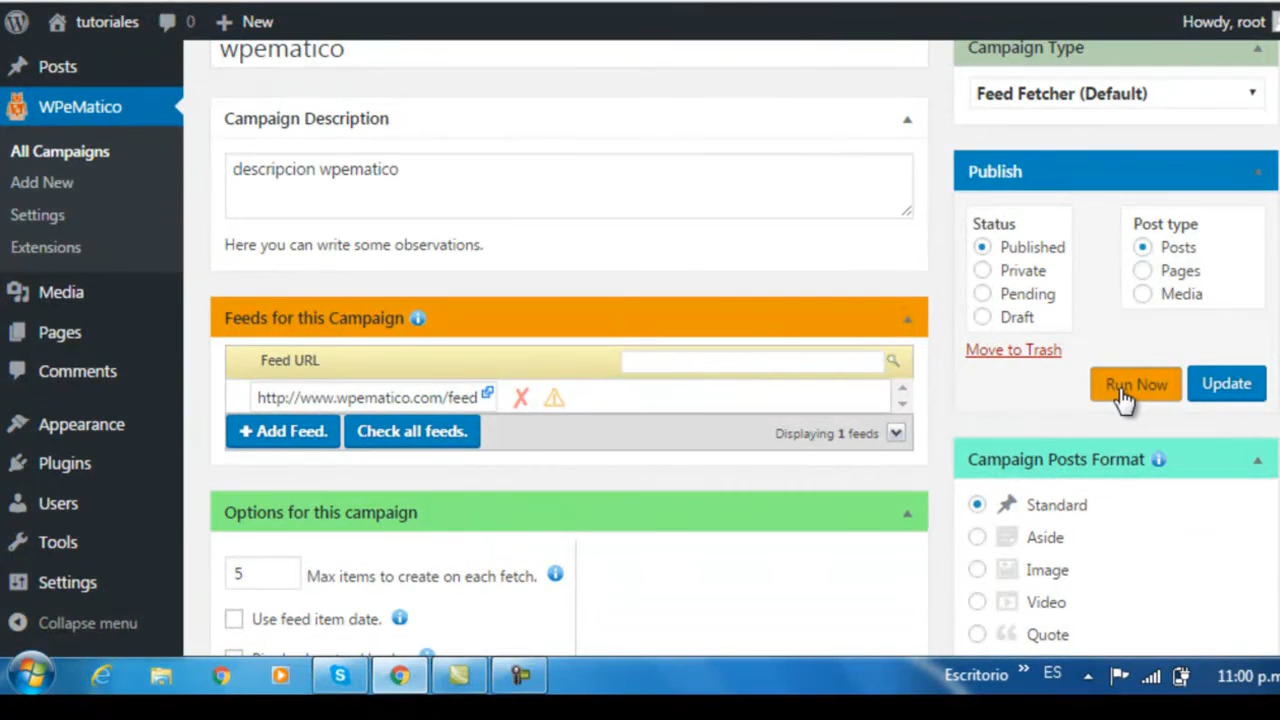 tutoriales 0 New Howdy, root
Posts
WPeMatico
All Campaigns
Add New
Settings
Extensions
Media
Pages
Comments
Appearance
Plugins
Users
Tools
Settings
Collapse menu
wpematico
Campaign Description
descripcion wpematico
Here you can write some observations.
Feeds for this Campaign
Feed URL
http://www.wpematico.com/feed
+ Add Feed. Check all feeds. Displaying 1 feeds
Options for this campaign
5 Max items to create on each fetch.
Use feed item date.
Campaign Type
Feed Fetcher (Default)
Publish
Status
Published
Private
Pending
Draft
Post type
Posts
Pages
Media
Move to Trash
Run Now Update
Campaign Posts Format
Standard
Aside
Image
Video
Quote
Escritorio » ES 11:00 p.m